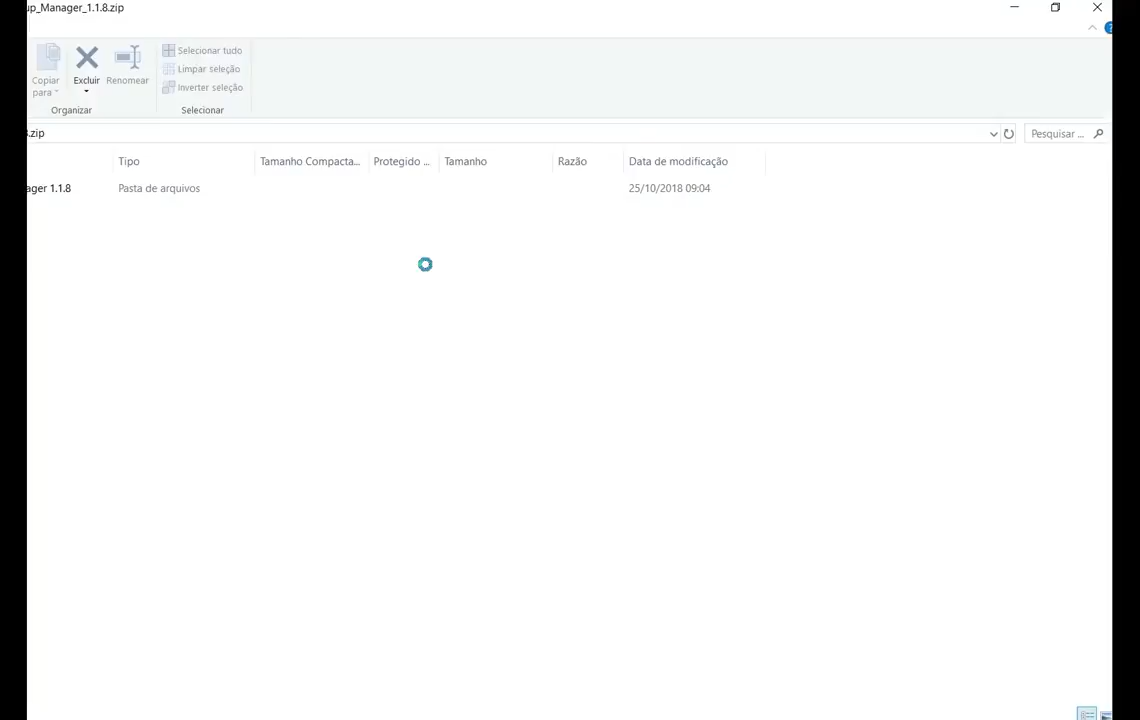 up_Manager_1.1.8.zip
Copiar para
Excluir
Renomear
Selecionar tudo
Limpar seleção
Inverter seleção
Organizar
Selecionar
.zip
Pesquisar ...
Tipo
Tamanho Compacta...
Protegido ...
Tamanho
Razão
Data de modificação
ager 1.1.8
Pasta de arquivos
25/10/2018 09:04